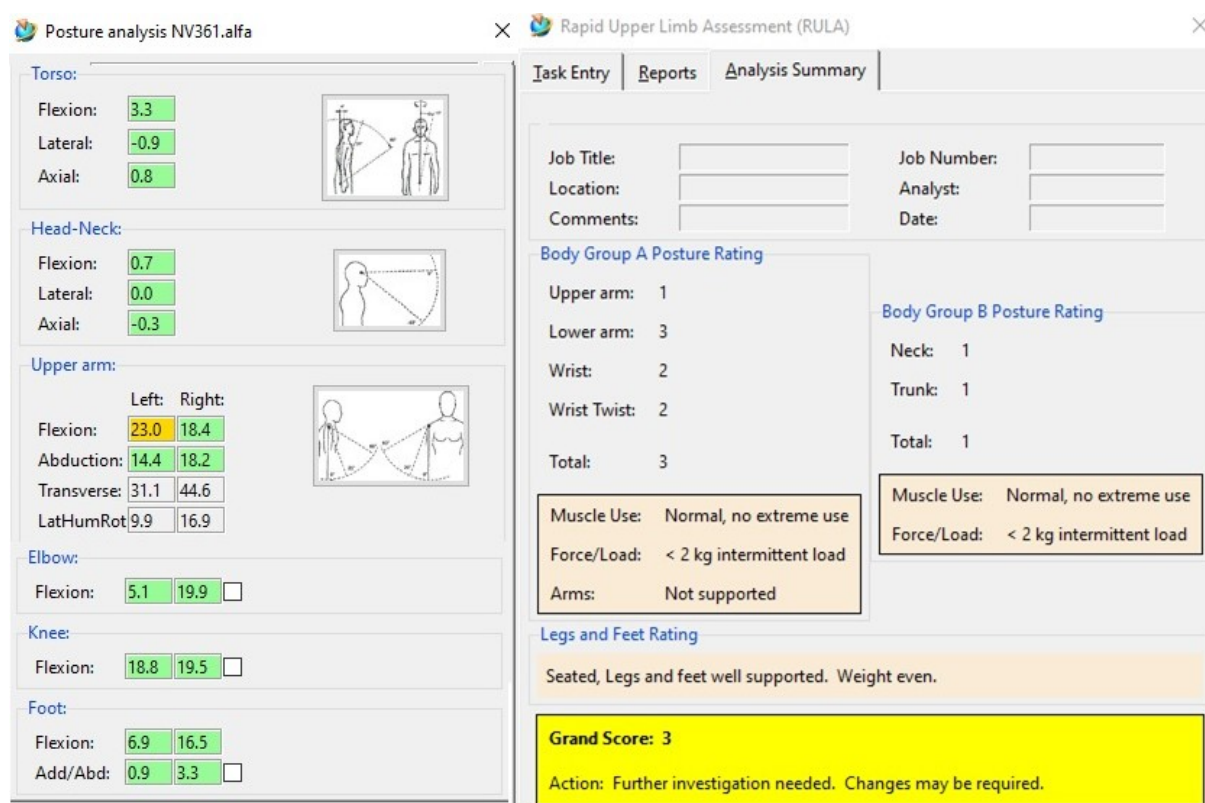 Posture analysis NV361.alfa
Torso:
Flexion: 3.3
Lateral: -0.9
Axial: 0.8
Head-Neck:
Flexion: 0.7
Lateral: 0.0
Axial: -0.3
Upper arm:
Left: Right:
Flexion: 23.0 18.4
Abduction: 14.4 18.2
Transverse: 31.1 44.6
LatHumRot 9.9 16.9
Elbow:
Flexion: 5.1 19.9
Knee:
Flexion: 18.8 19.5
Foot:
Flexion: 6.9 16.5
Add/Abd: 0.9 3.3
Rapid Upper Limb Assessment (RULA)
Task Entry Reports Analysis Summary
Job Title: Job Number:
Location: Analyst:
Comments: Date:
Body Group A Posture Rating
Upper arm: 1
Lower arm: 3
Wrist: 2
Wrist Twist: 2
Total: 3
Muscle Use: Normal, no extreme use
Force/Load: < 2 kg intermittent load
Arms: Not supported
Body Group B Posture Rating
Neck: 1
Trunk: 1
Total: 1
Muscle Use: Normal, no extreme use
Force/Load: < 2 kg intermittent load
Legs and Feet Rating
Seated, Legs and feet well supported. Weight even.
Grand Score: 3
Action: Further investigation needed. Changes may be required.